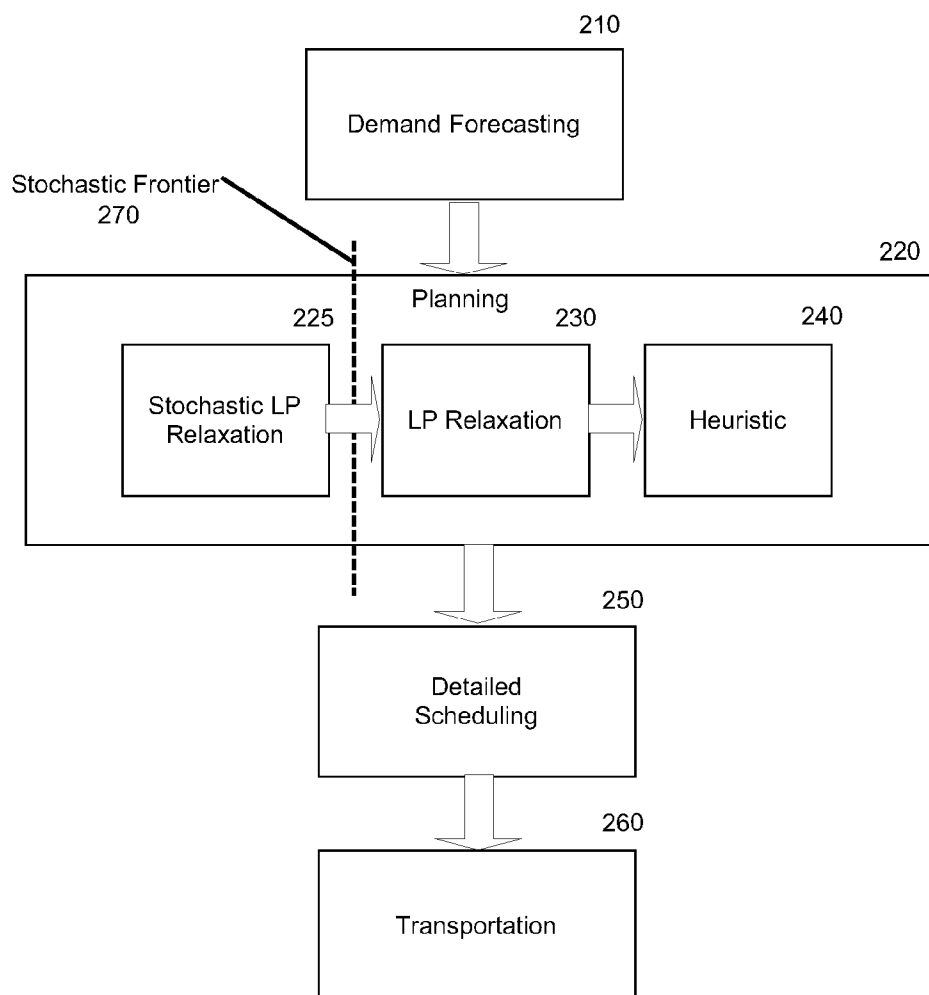 210
Demand Forecasting
Stochastic Frontier
270
220
Planning
225
230
240
Stochastic LP
Relaxation
LP Relaxation
Heuristic
250
Detailed
Scheduling
260
Transportation